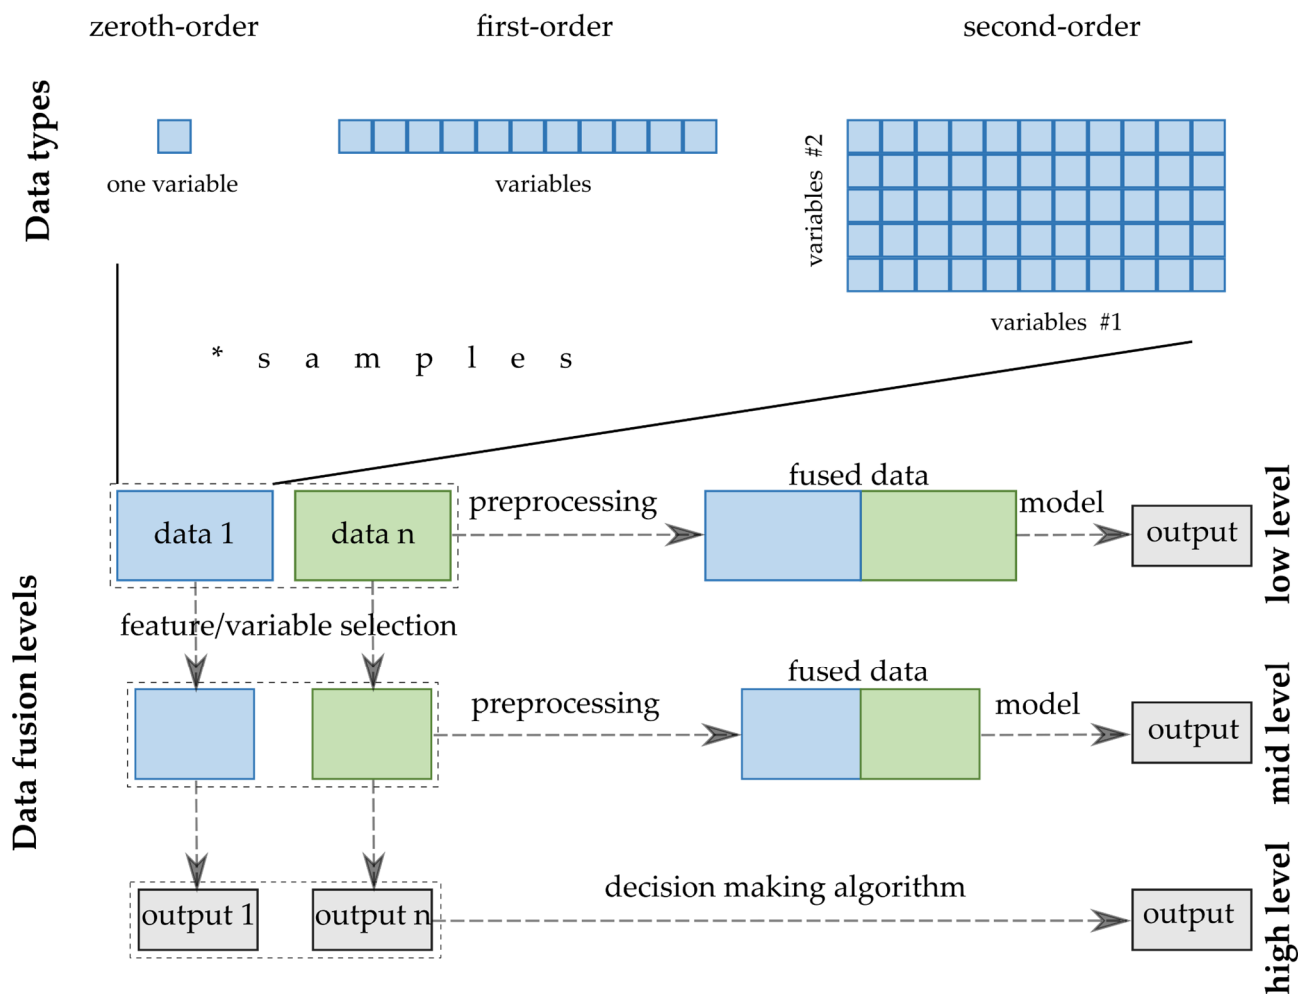 zeroth-order
first-order
second-order
Data types
one variable
variables
variables #2
variables #1
* s a m p l e s
Data fusion levels
data 1
data n
preprocessing
fused data
model
output
low level
feature/variable selection
preprocessing
fused data
model
output
mid level
output 1
output n
decision making algorithm
output
high level